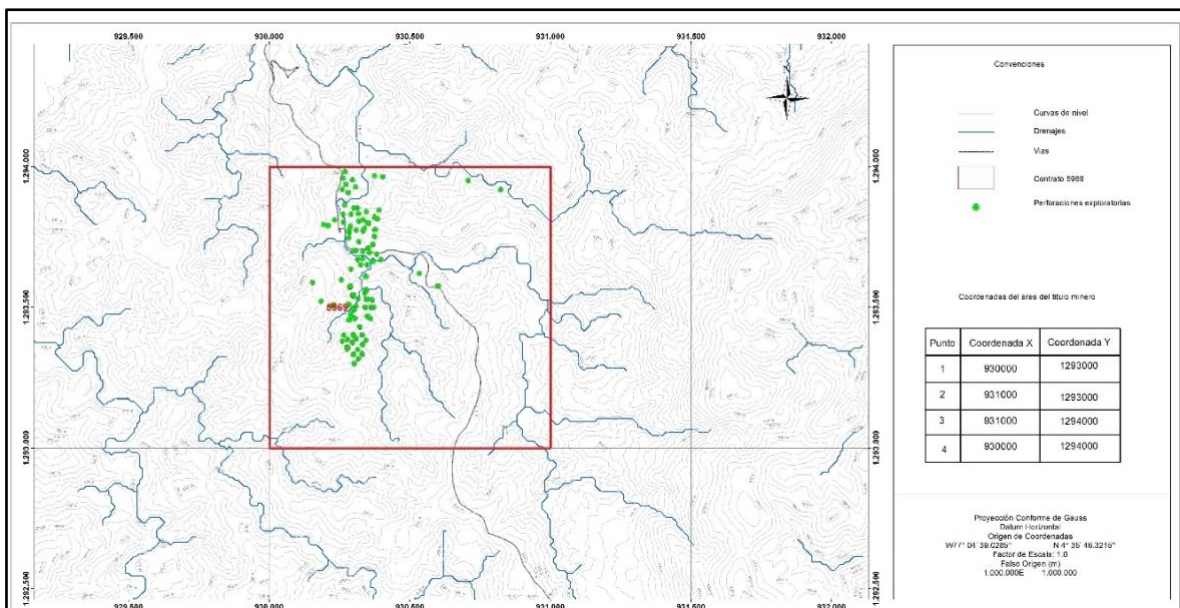 929.500 930.000 930.500 931.000 931.500 932.000
1.294.000
1.293.500
1.293.000
1.292.500
5969
1.294.000
1.293.500
1.293.000
1.292.500
929.500 930.000 930.500 931.000 931.500 932.000
Convenciones
Curvas de nivel
Drenajes
Vias
Contrato 5969
Perforaciones exploratorias
Coordenadas del area del titulo minero
Punto Coordenada X Coordenada Y
1 930000 1293000
2 931000 1293000
3 931000 1294000
4 930000 1294000
Proyección Conforme de Gauss
Datum Horizontal
Origen de Coordenadas
W77° 04' 39.0285" N 4° 35' 46.3215"
Factor de Escala: 1.0
Falso Origen (m)
1.000.000E 1.000.000